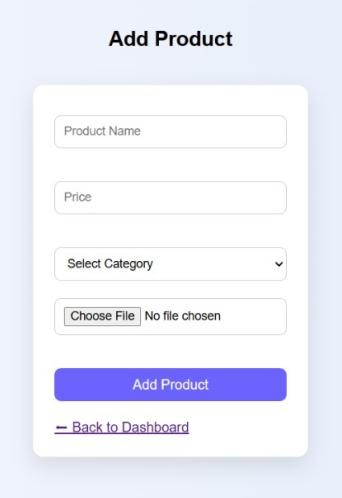 Add Product
Product Name
Price
Select Category
Choose File No file chosen
Add Product
← Back to Dashboard